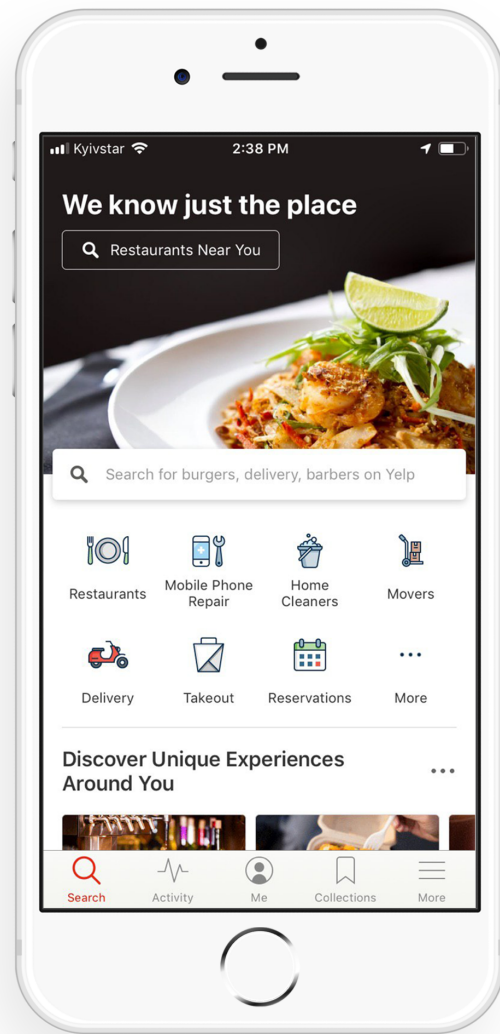 Kyivstar 2:38 PM
We know just the place
Restaurants Near You
Search for burgers, delivery, barbers on Yelp
Restaurants
Mobile Phone
Repair
Home
Cleaners
Movers
Delivery
Takeout
Reservations
More
Discover Unique Experiences
Around You
Search
Activity
Me
Collections
More